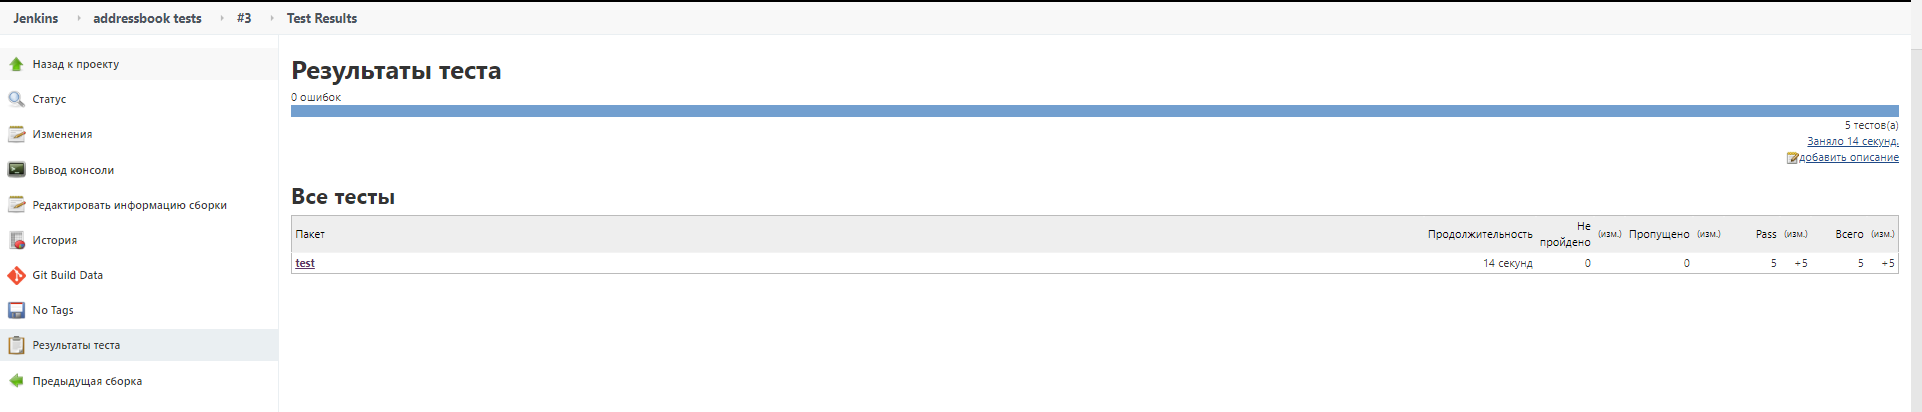 Jenkins addressbook tests #3 Test Results
Назад к проекту
Статус
Изменения
Вывод консоли
Редактировать информацию сборки
История
Git Build Data
No Tags
Результаты теста
Предыдущая сборка
Результаты теста
0 ошибок
5 тестов(а)
Заняло 14 секунд.
добавить описание
Все тесты
Пакет Продолжительность Не пройдено (изм.) Пропущено (изм.) Pass (изм.) Всего (изм.)
test 14 секунд 0 0 5 +5 5 +5